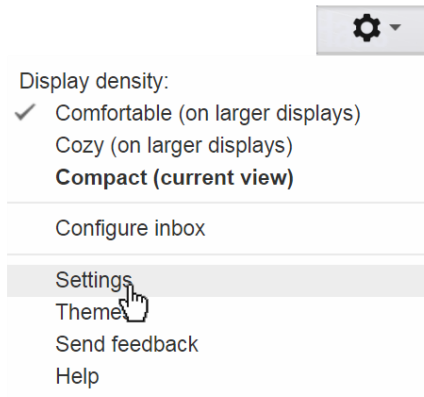 Display density:
Comfortable (on larger displays)
Cozy (on larger displays)
Compact (current view)
Configure inbox
Settings
Themes
Send feedback
Help